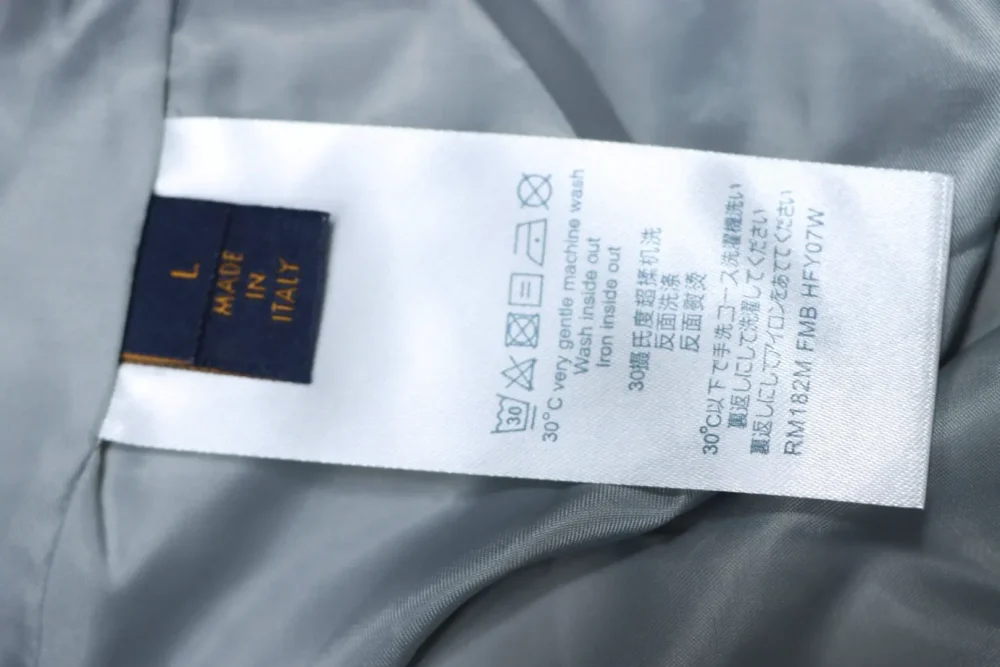 L
MADE
IN
ITALY
30
30°C very gentle machine wash
Wash inside out
Iron inside out
30摄氏度超揉机洗
反面洗条
反面熨烫
30°C以下で手洗コース洗濯機洗い
裏返しにして洗濯してください
裏返しにしてアイロンをあててください
RM182M FMB HFY07W